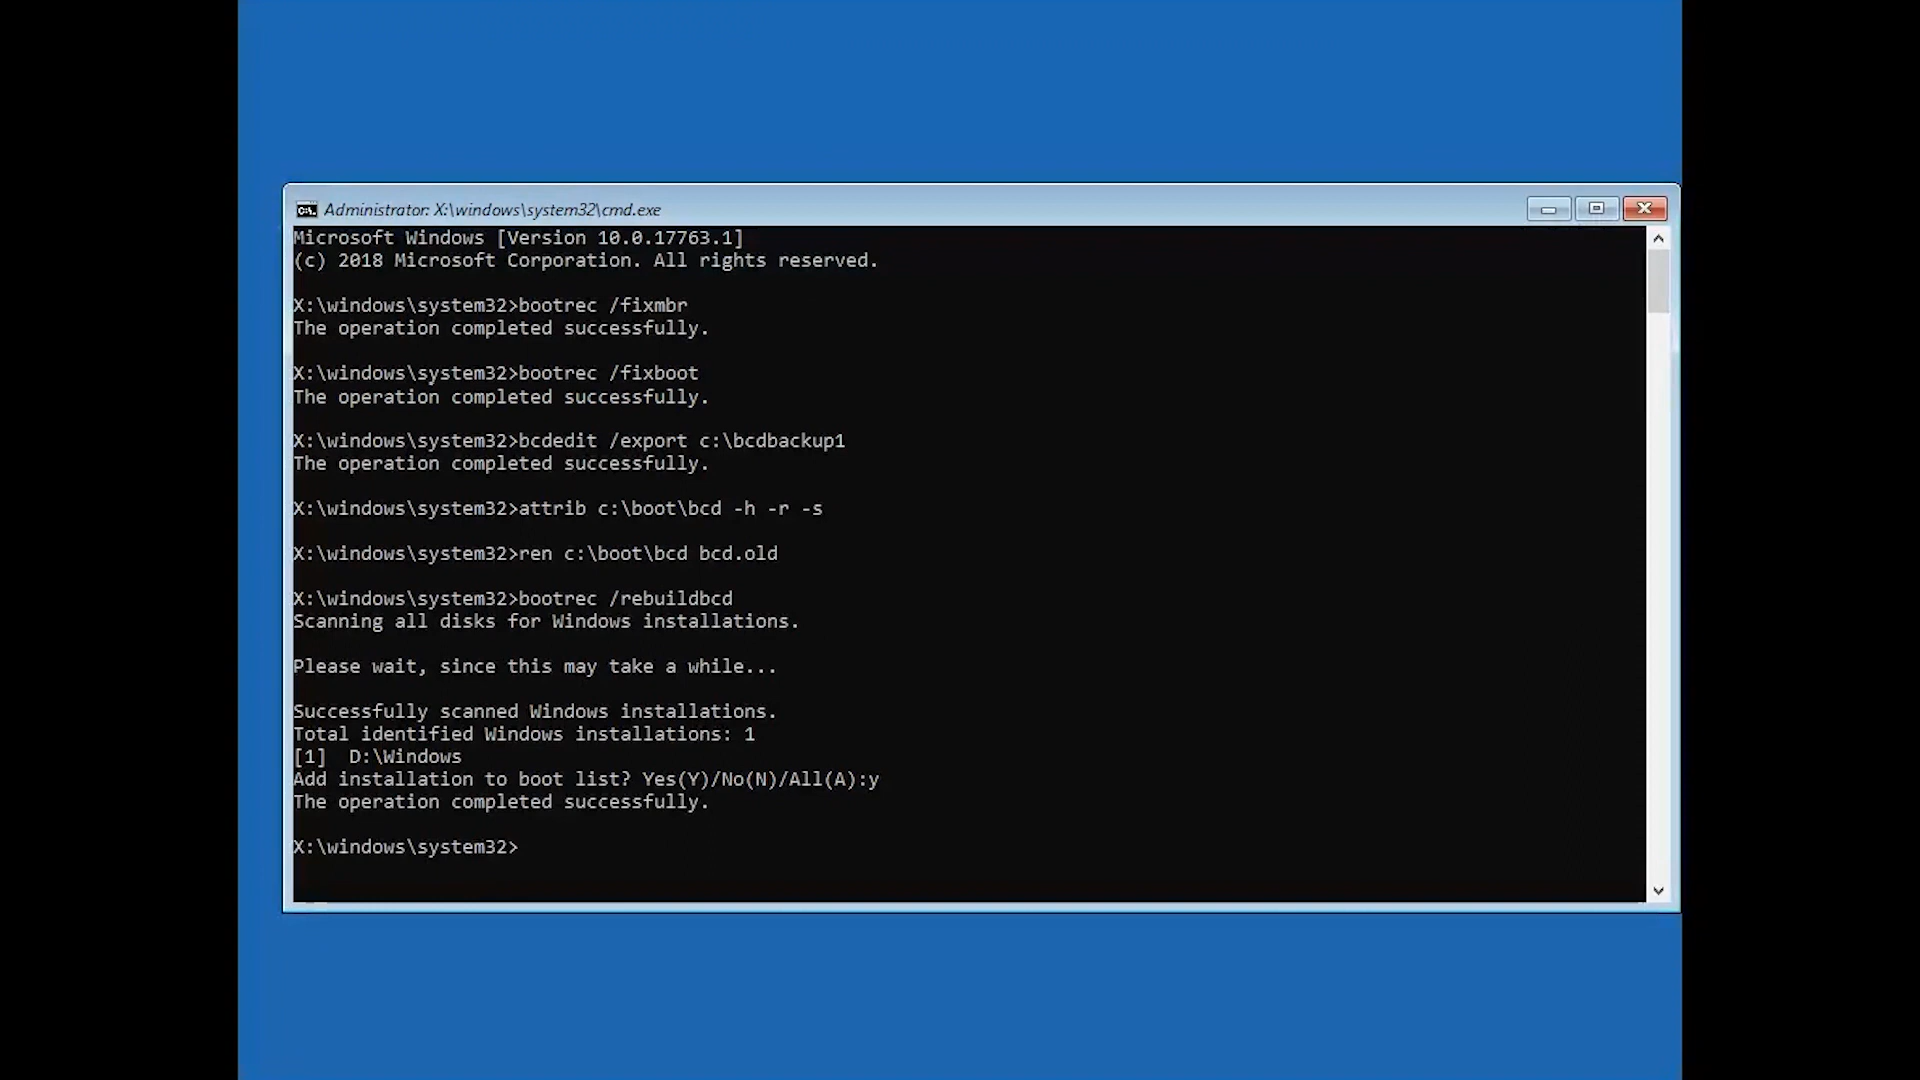 Administrator: X:\windows\system32\cmd.exe
Microsoft Windows [Version 10.0.17763.1]
(c) 2018 Microsoft Corporation. All rights reserved.
X:\windows\system32>bootrec /fixmbr
The operation completed successfully.
X:\windows\system32>bootrec /fixboot
The operation completed successfully.
X:\windows\system32>bcdedit /export c:\bcdbackup1
The operation completed successfully.
X:\windows\system32>attrib c:\boot\bcd -h -r -s
X:\windows\system32>ren c:\boot\bcd bcd.old
X:\windows\system32>bootrec /rebuildbcd
Scanning all disks for Windows installations.
Please wait, since this may take a while...
Successfully scanned Windows installations.
Total identified Windows installations: 1
[1]  D:\Windows
Add installation to boot list? Yes(Y)/No(N)/All(A):y
The operation completed successfully.
X:\windows\system32>